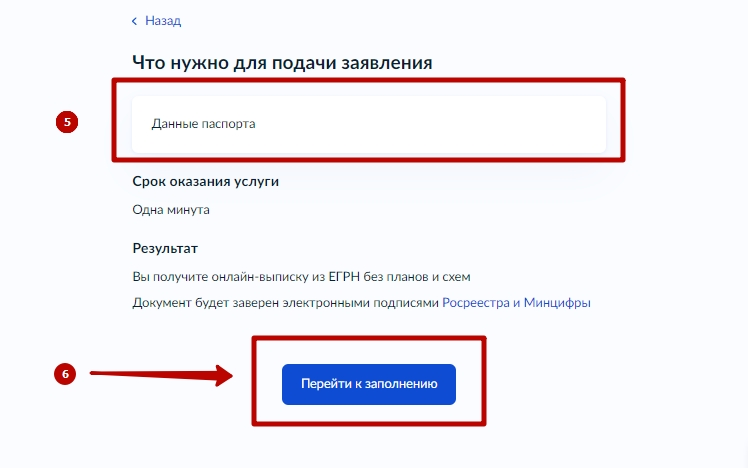 Назад
Что нужно для подачи заявления
5
Данные паспорта
Срок оказания услуги
Одна минута
Результат
Вы получите онлайн-выписку из ЕГРН без планов и схем
Документ будет заверен электронными подписями Росреестра и Минцифры
6
Перейти к заполнению